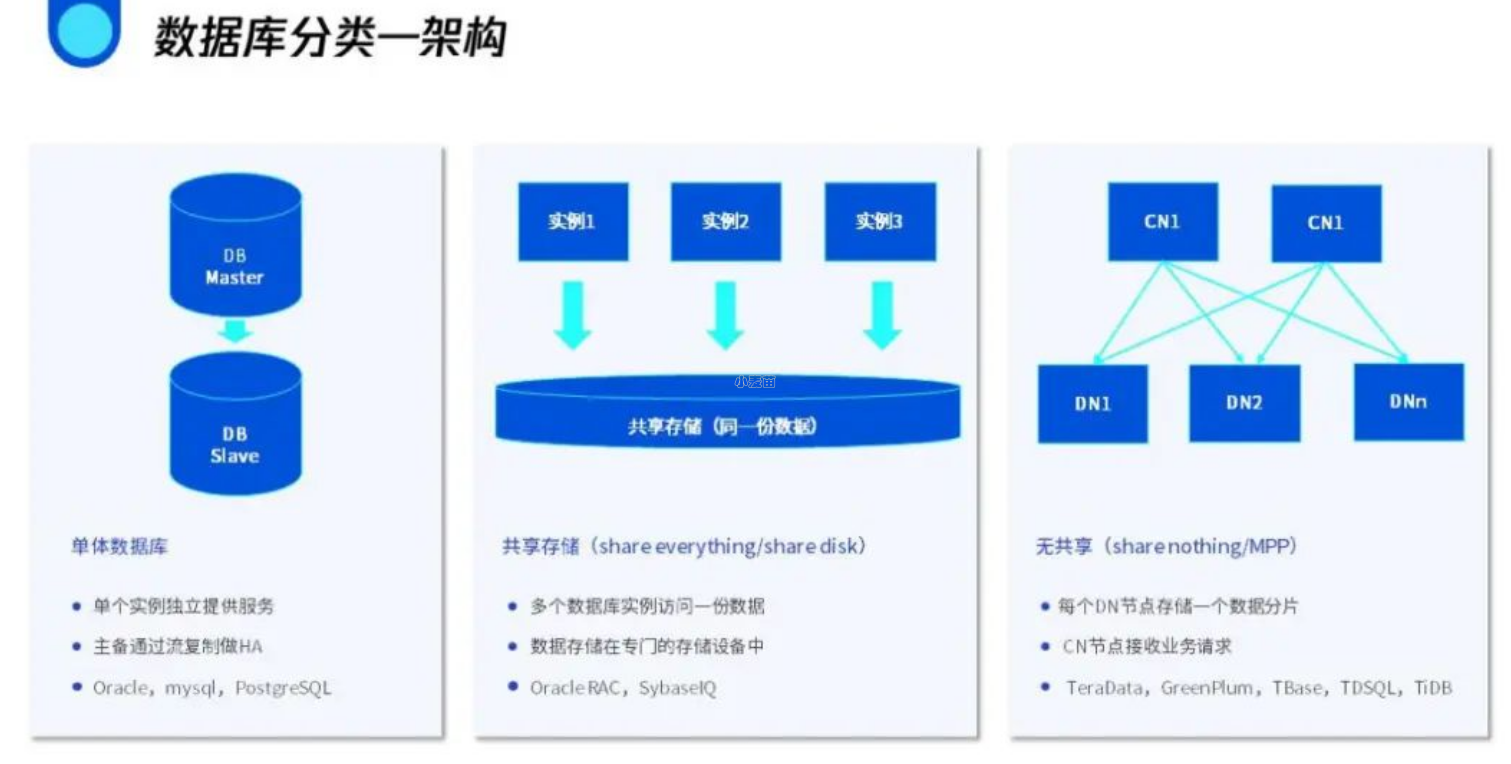 数据库分类—架构
DB
Master
DB
Slave
单体数据库
单个实例独立提供服务
主备通过流复制做HA
Oracle，mysql，PostgreSQL
实例1
实例2
实例3
小云苗
共享存储（同一份数据）
共享存储（share everything/share disk）
多个数据库实例访问一份数据
数据存储在专门的存储设备中
Oracle RAC，SybaseIQ
CN1
CN1
DN1
DN2
DNn
无共享（share nothing/MPP）
每个DN节点存储一个数据分片
CN节点接收业务请求
TeraData，GreenPlum，TBase，TDSQL，TiDB